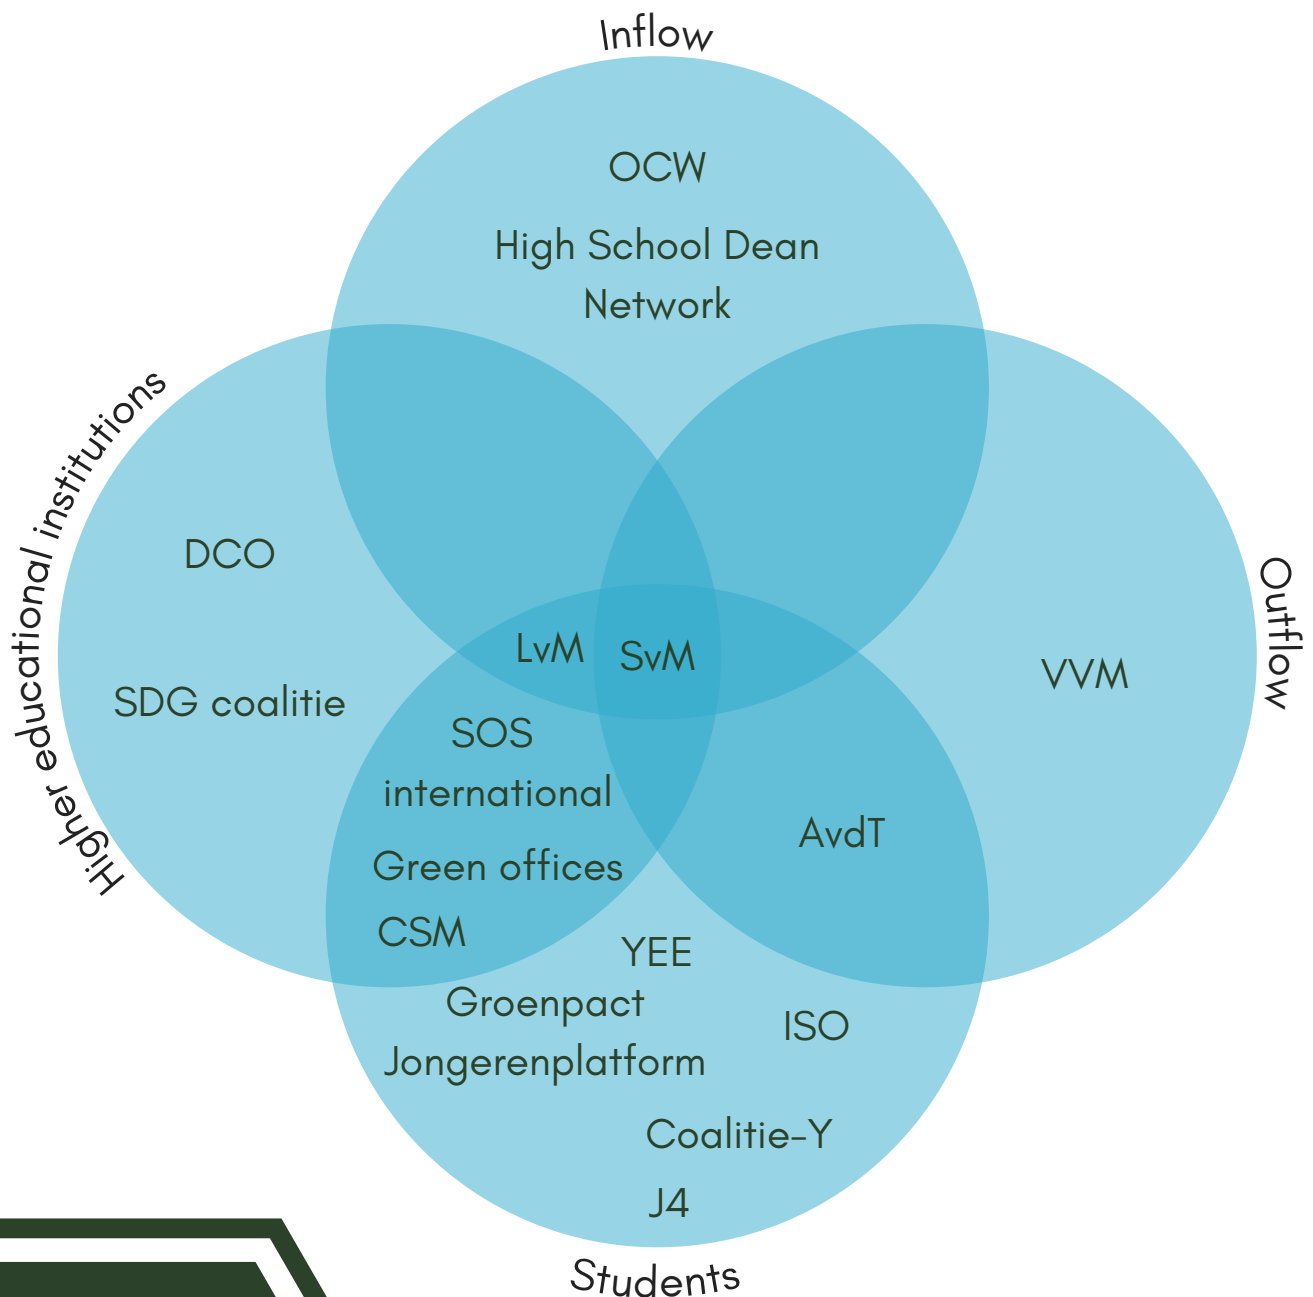 Inflow
OCW
High School Dean
Network
Higher educational institutions
DCO
SDG coalitie
LvM
SvM
SOS
international
Green offices
CSM
Outflow
VVM
AvdT
YEE
Groenpact
Jongerenplatform
ISO
Coalitie-Y
J4
Students